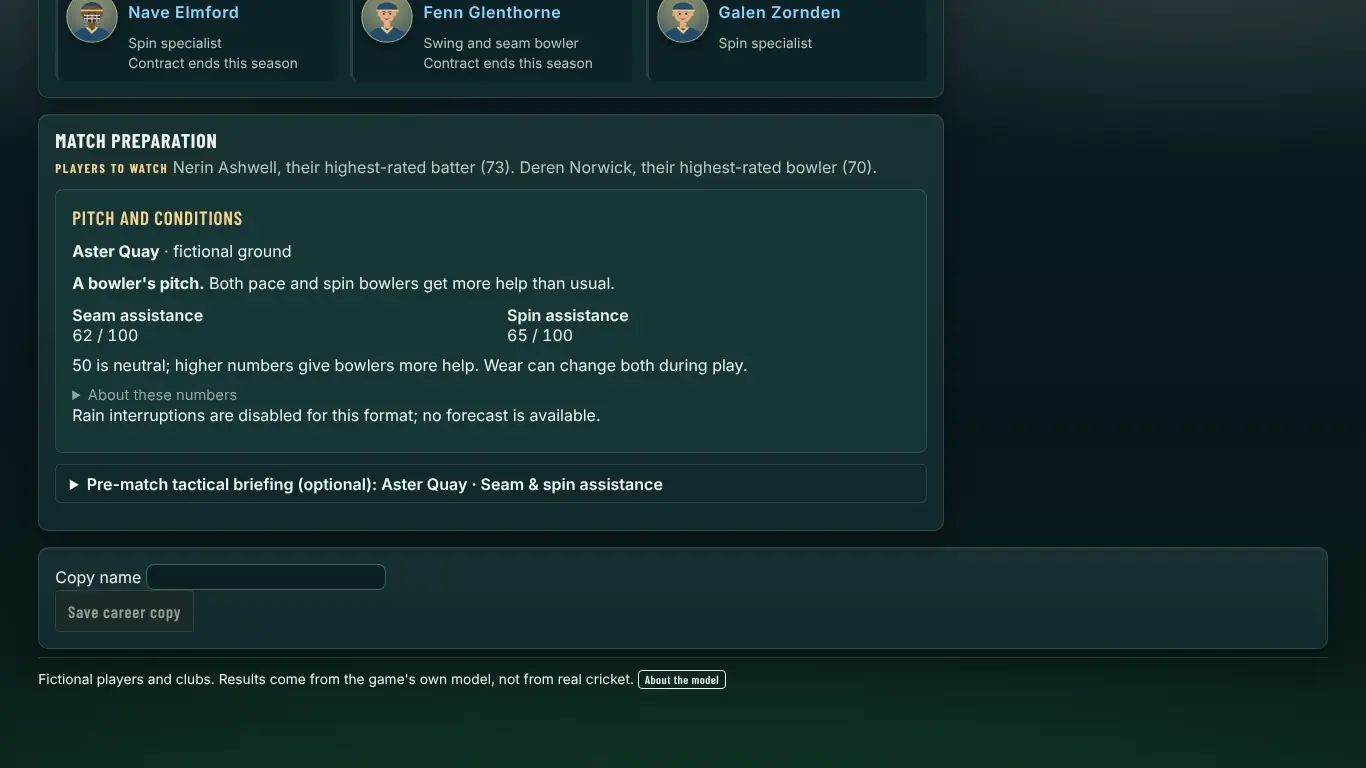 Nave Elmford
Spin specialist
Contract ends this season
Fenn Glenthorne
Swing and seam bowler
Contract ends this season
Galen Zornden
Spin specialist
MATCH PREPARATION
PLAYERS TO WATCH Nerin Ashwell, their highest-rated batter (73). Deren Norwick, their highest-rated bowler (70).
PITCH AND CONDITIONS
Aster Quay · fictional ground
A bowler's pitch. Both pace and spin bowlers get more help than usual.
Seam assistance
62 / 100
Spin assistance
65 / 100
50 is neutral; higher numbers give bowlers more help. Wear can change both during play.
About these numbers
Rain interruptions are disabled for this format; no forecast is available.
Pre-match tactical briefing (optional): Aster Quay · Seam & spin assistance
Copy name
Save career copy
Fictional players and clubs. Results come from the game's own model, not from real cricket. About the model